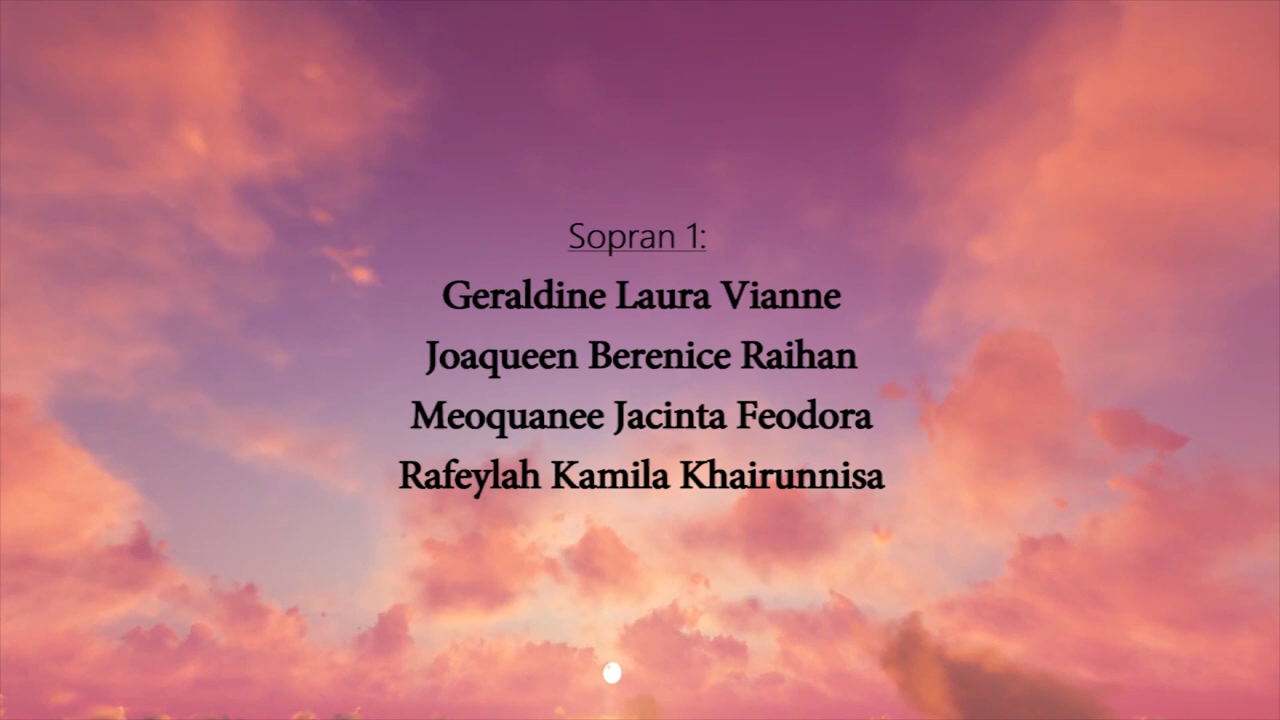 Sopran 1:
Geraldine Laura Vianne
Joaqueen Berenice Raihan
Meoquanee Jacinta Feodora
Rafeylah Kamila Khairunnisa